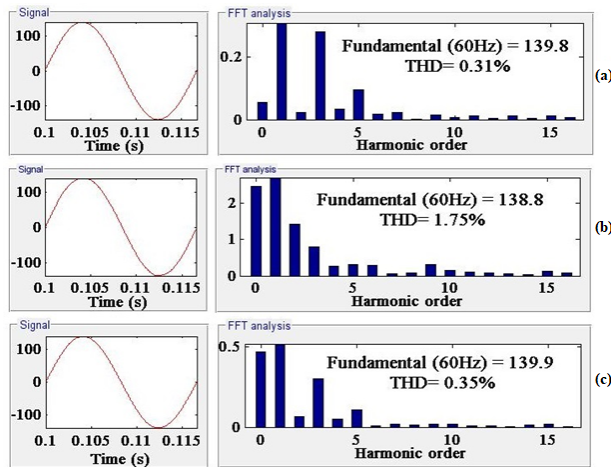 Signal
100
0
-100
0.1 0.105 0.11 0.115
Time (s)
FFT analysis
0.2
0
Fundamental (60Hz) = 139.8
THD= 0.31%
0 5 10 15
Harmonic order
(a)
Signal
100
0
-100
0.1 0.105 0.11 0.115
Time (s)
FFT analysis
2
1
0
Fundamental (60Hz) = 138.8
THD= 1.75%
0 5 10 15
Harmonic order
(b)
Signal
100
0
-100
0.1 0.105 0.11 0.115
Time (s)
FFT analysis
0.5
0
Fundamental (60Hz) = 139.9
THD= 0.35%
0 5 10 15
Harmonic order
(c)